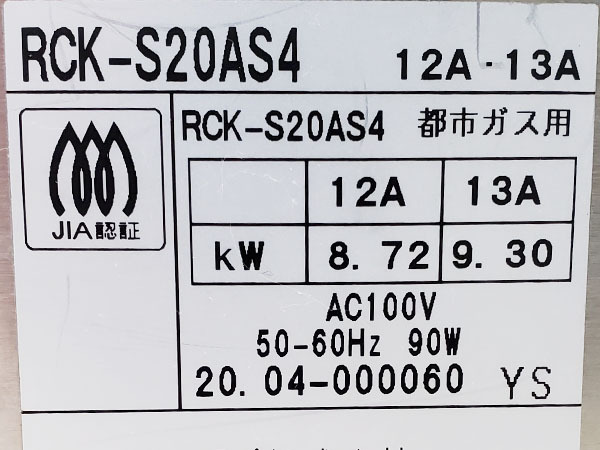 RCK-S20AS4 12A・13A
JIA認証
RCK-S20AS4 都市ガス用
12A 13A
kW 8.72 9.30
AC100V
50-60Hz 90W
20.04-000060 YS